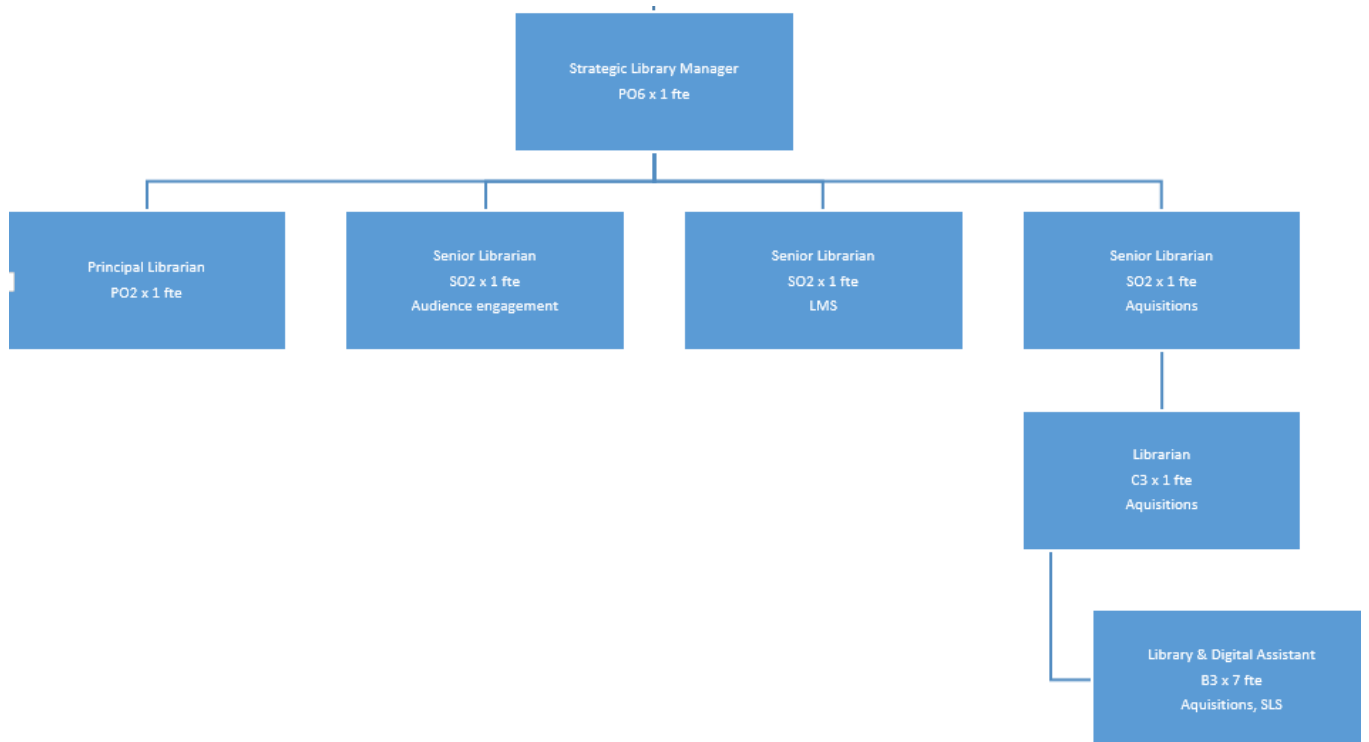 Strategic Library Manager
PO6 x 1 fte
Principal Librarian
PO2 x 1 fte
Senior Librarian
SO2 x 1 fte
Audience engagement
Senior Librarian
SO2 x 1 fte
LMS
Senior Librarian
SO2 x 1 fte
Aquisitions
Librarian
C3 x 1 fte
Aquisitions
Library & Digital Assistant
B3 x 7 fte
Aquisitions, SLS